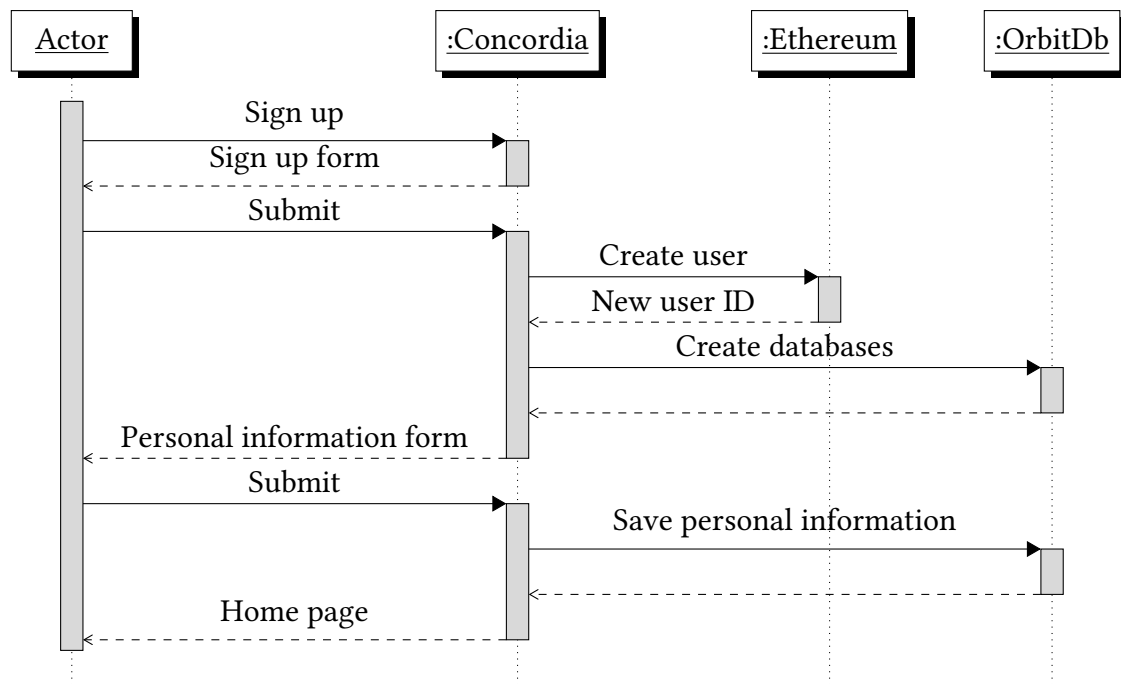 Actor
:Concordia
:Ethereum
:OrbitDb
Sign up
Sign up form
Submit
Create user
New user ID
Create databases
Personal information form
Submit
Save personal information
Home page